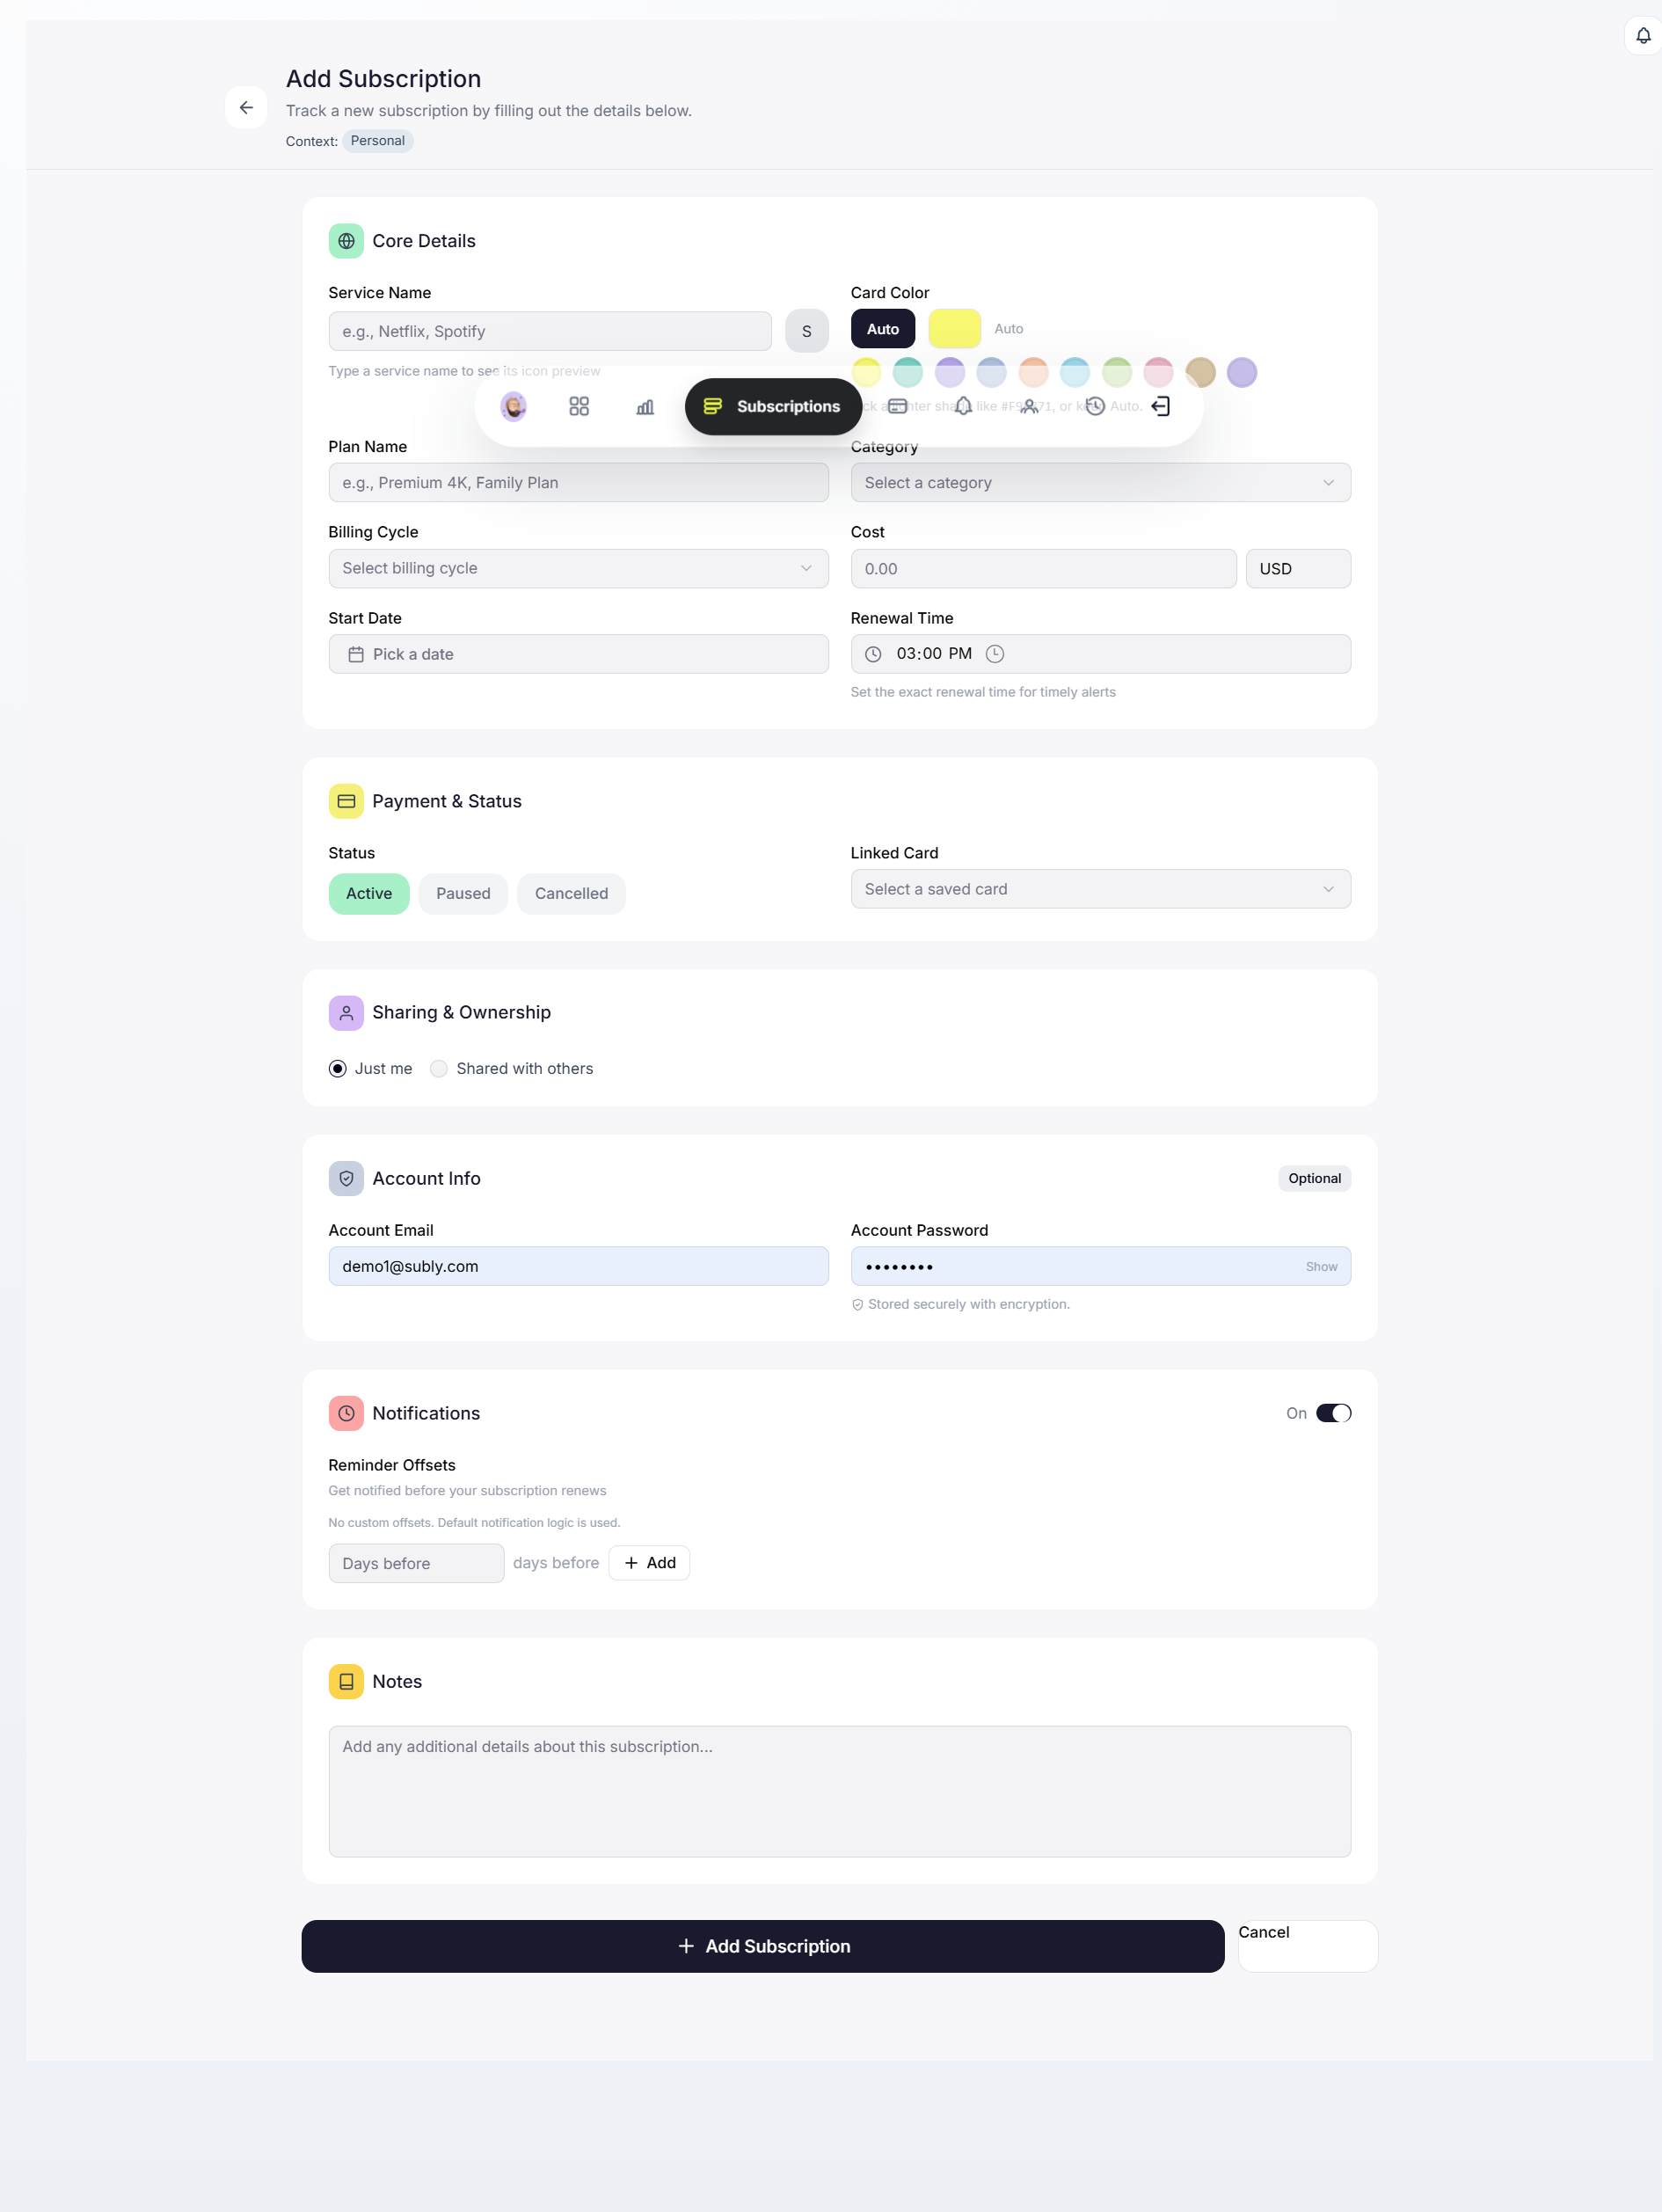 Add Subscription
Track a new subscription by filling out the details below.
Context: Personal
Core Details
Service Name
e.g., Netflix, Spotify
S
Type a service name to see its icon preview
Card Color
Auto
Auto
Subscriptions
or keep Auto.
Plan Name
e.g., Premium 4K, Family Plan
Category
Select a category
Billing Cycle
Select billing cycle
Cost
0.00
USD
Start Date
Pick a date
Renewal Time
03:00 PM
Set the exact renewal time for timely alerts
Payment & Status
Status
Active
Paused
Cancelled
Linked Card
Select a saved card
Sharing & Ownership
Just me
Shared with others
Account Info
Optional
Account Email
demo1@subly.com
Account Password
••••••••
Show
Stored securely with encryption.
Notifications
On
Reminder Offsets
Get notified before your subscription renews
No custom offsets. Default notification logic is used.
Days before
days before
Add
Notes
Add any additional details about this subscription...
Add Subscription
Cancel